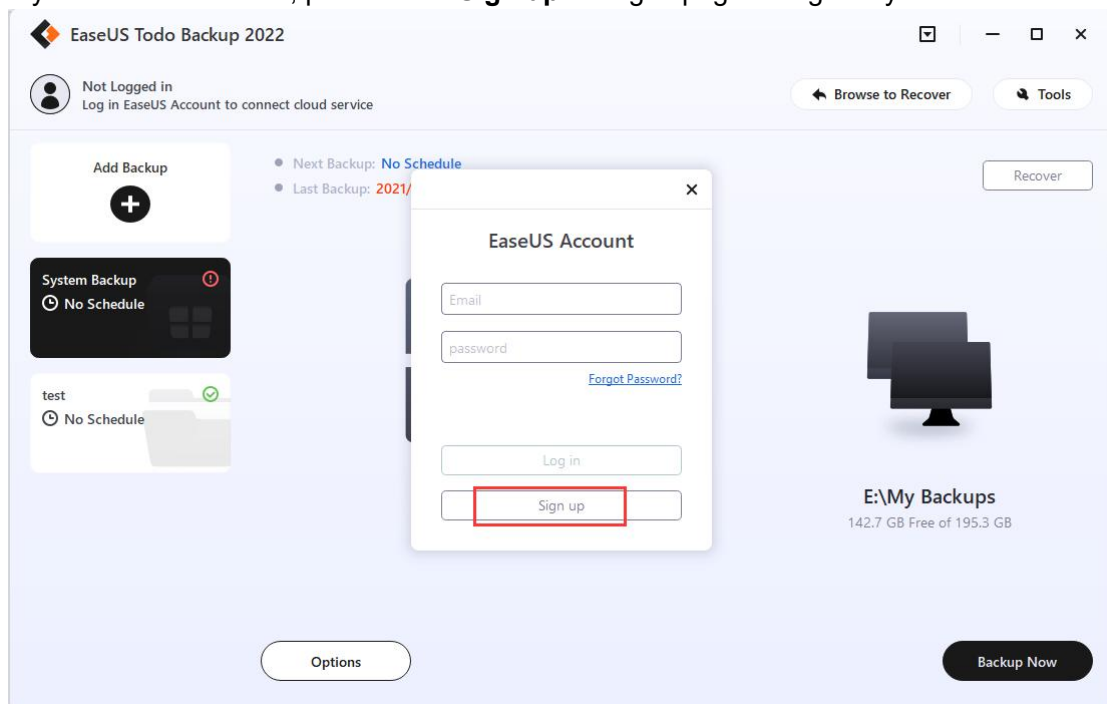 Sign up
EaseUS Todo Backup 2022
Not Logged in
Log in EaseUS Account to connect cloud service
Browse to Recover
Tools
Add Backup
Next Backup: No Schedule
Last Backup: 2021/
Recover
System Backup
No Schedule
test
No Schedule
EaseUS Account
Email
password
Forgot Password?
Log in
Sign up
E:\My Backups
142.7 GB Free of 195.3 GB
Options
Backup Now